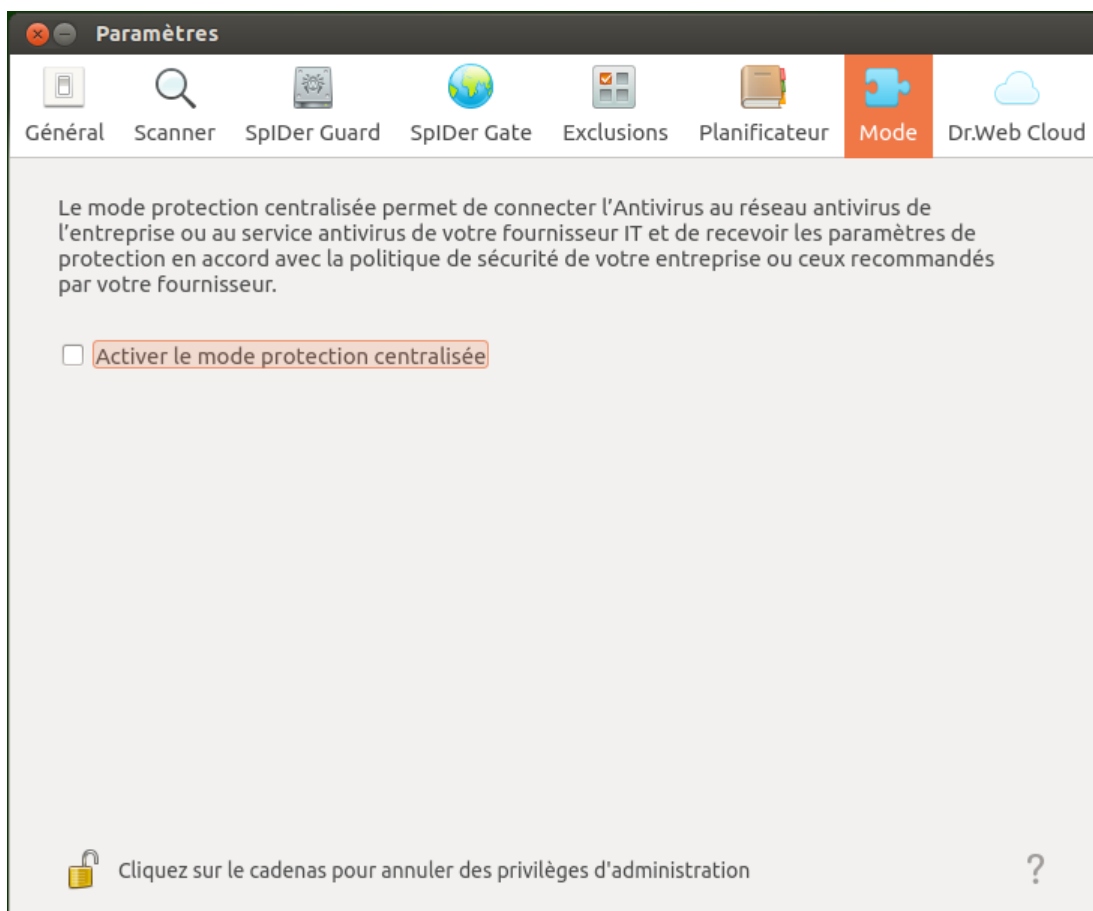 Paramètres
Général Scanner SpIDer Guard SpIDer Gate Exclusions Planificateur Mode Dr.Web Cloud
Le mode protection centralisée permet de connecter l’Antivirus au réseau antivirus de
l’entreprise ou au service antivirus de votre fournisseur IT et de recevoir les paramètres de
protection en accord avec la politique de sécurité de votre entreprise ou ceux recommandés
par votre fournisseur.
Activer le mode protection centralisée
Cliquez sur le cadenas pour annuler des privilèges d'administration
?